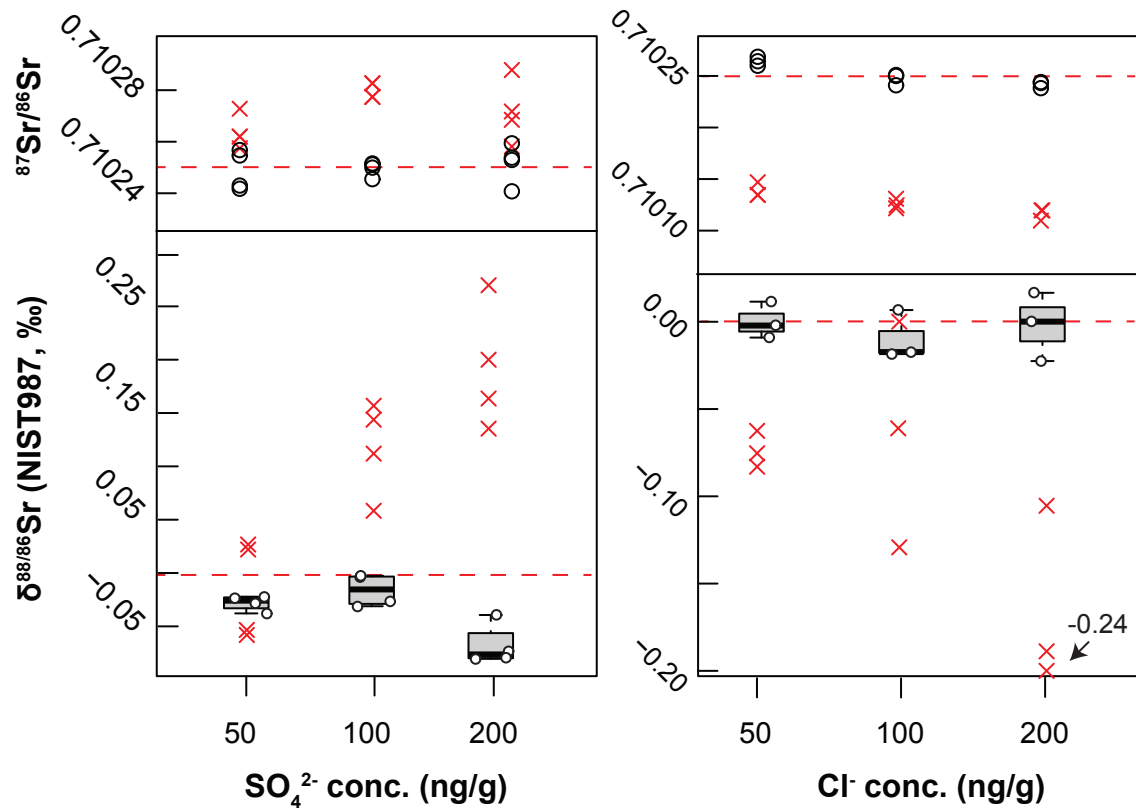 ⁸⁷Sr/⁸⁶Sr
0.71028
0.71024
0.71025
0.71010
δ⁸⁸/⁸⁶Sr (NIST987, ‰)
0.25
0.15
0.05
−0.05
0.00
−0.10
−0.20
-0.24
50 100 200
50 100 200
SO₄²⁻ conc. (ng/g)
Cl⁻ conc. (ng/g)